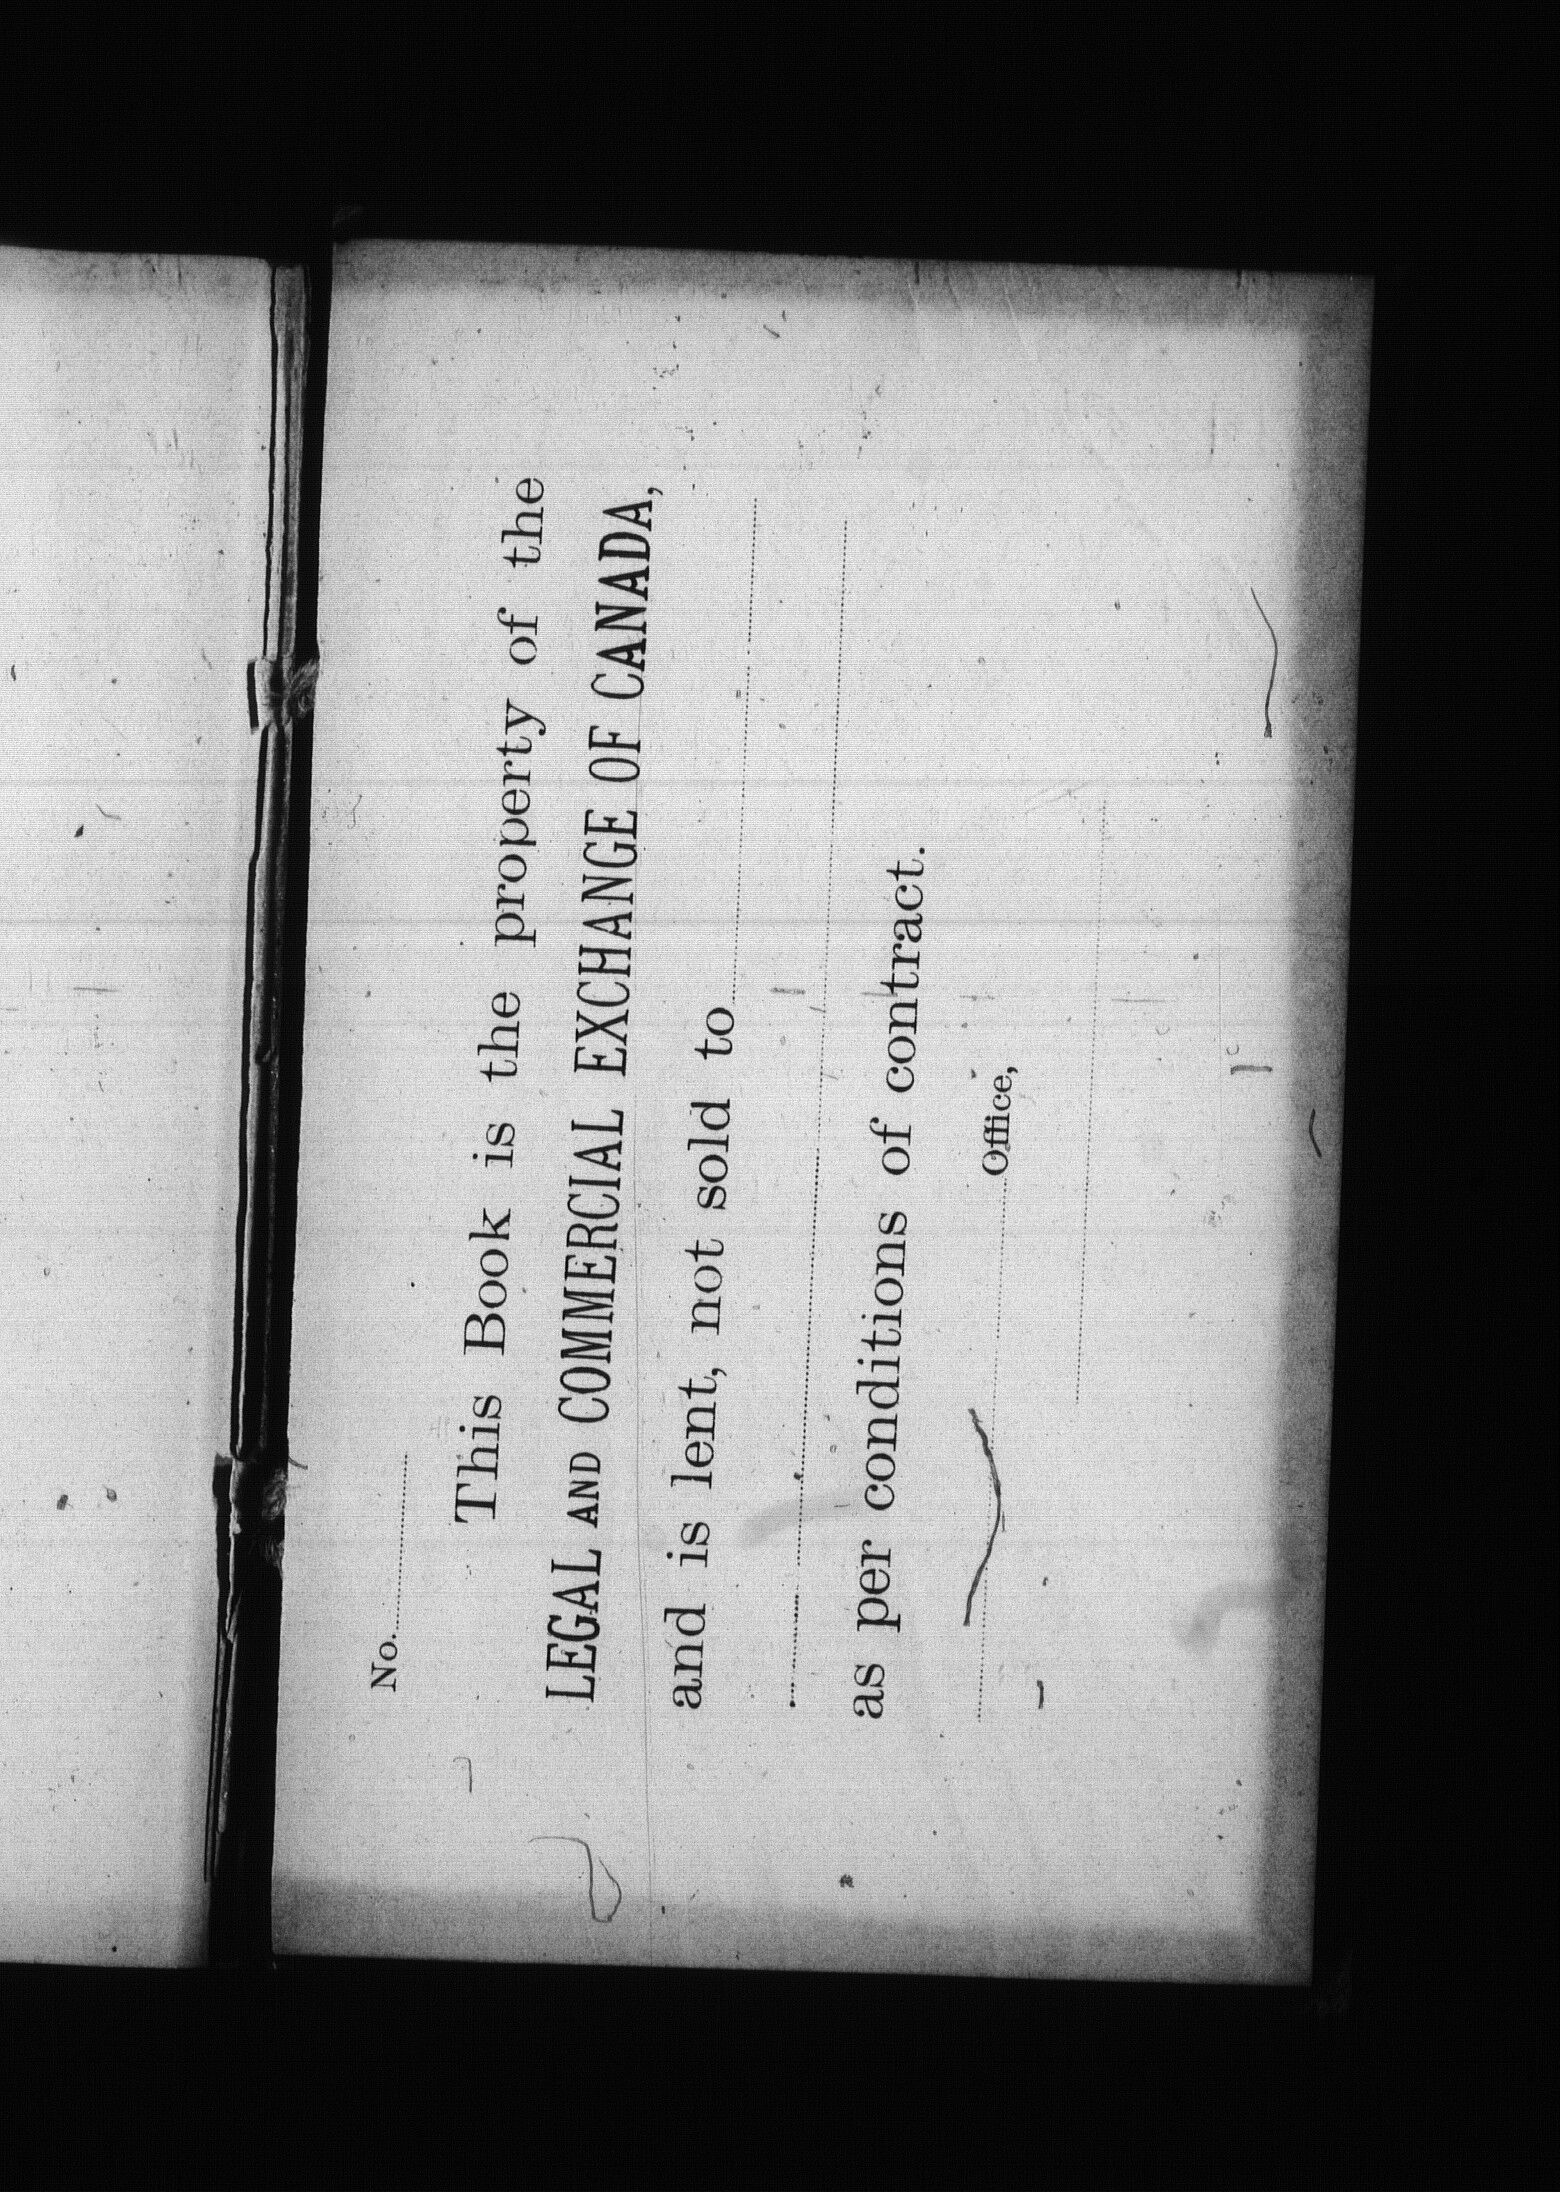 No.
This Book is the property of the
LEGAL AND COMMERCIAL EXCHANGE OF CANADA,
and is lent, not sold to
as per conditions of contract.
Office,